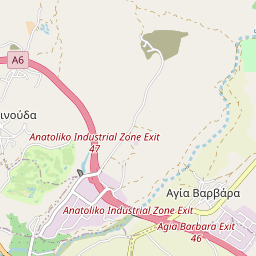 A6
ινούδα
Anatoliko Industrial Zone Exit
47
Αγία Βαρβάρα
Anatoliko Industrial Zone Exit
Agia Barbara Exit
46